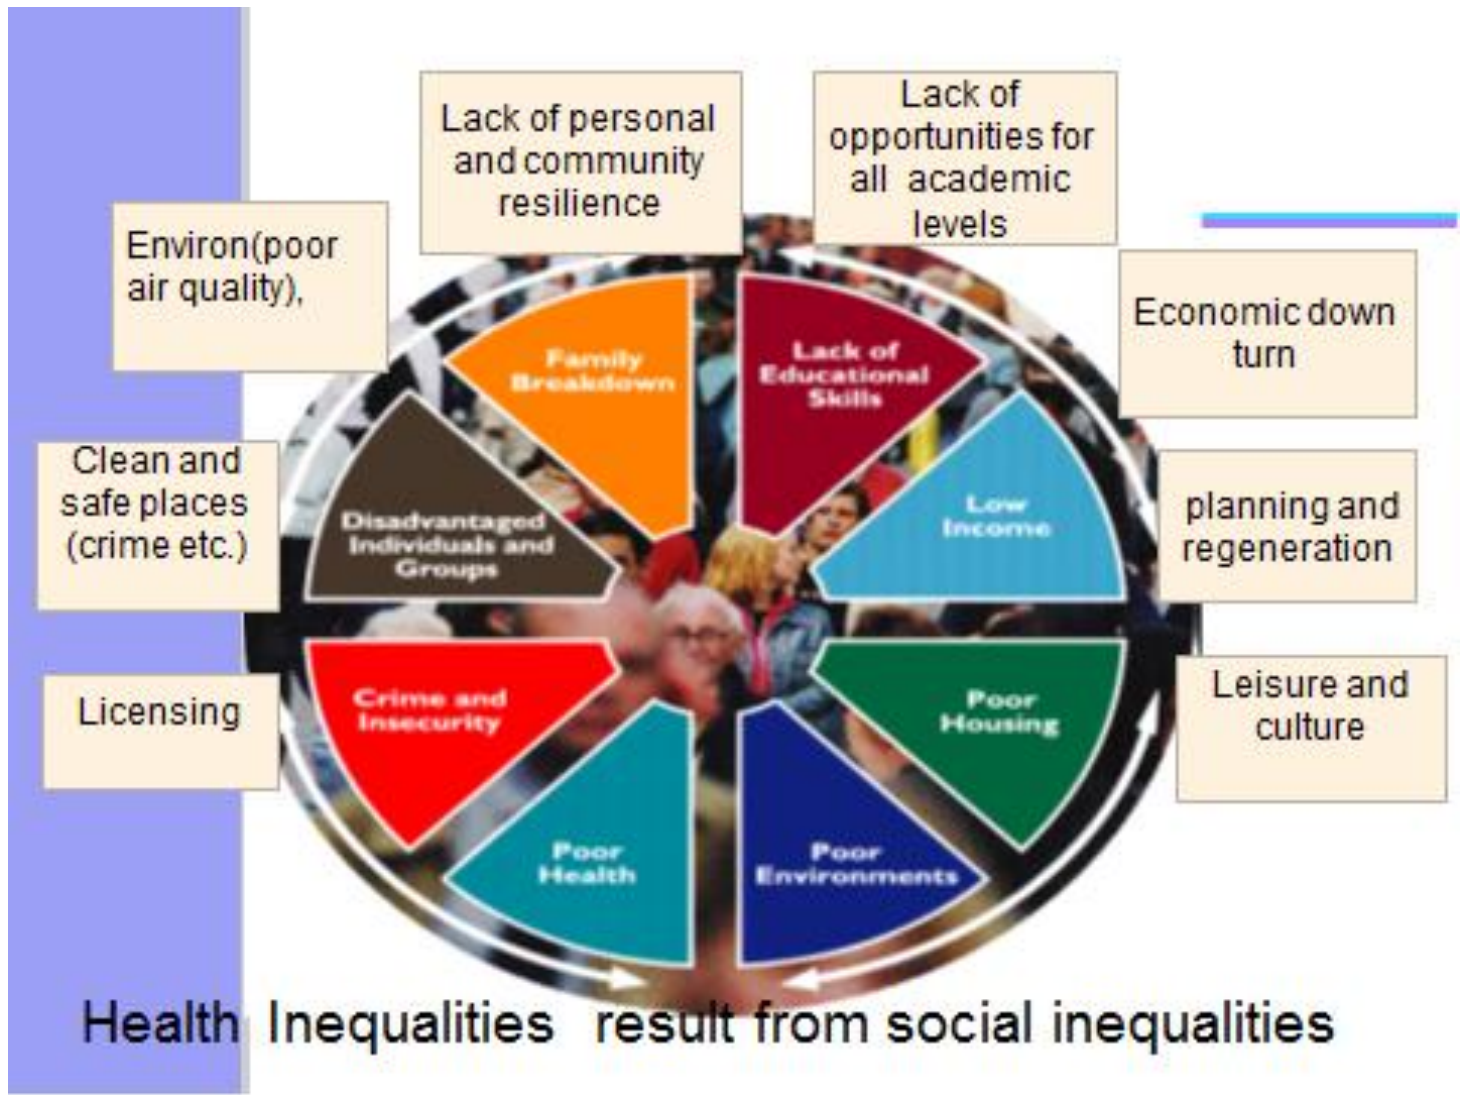 Lack of personal
and community
resilience
Lack of
opportunities for
all academic
levels
Environ(poor
air quality),
Economic down
turn
Clean and
safe places
(crime etc.)
planning and
regeneration
Licensing
Leisure and
culture
Family
Breakdown
Lack of
Educational
Skills
Disadvantaged
Individuals and
Groups
Low
Income
Crime and
Insecurity
Poor
Housing
Poor
Health
Poor
Environments
Health Inequalities result from social inequalities